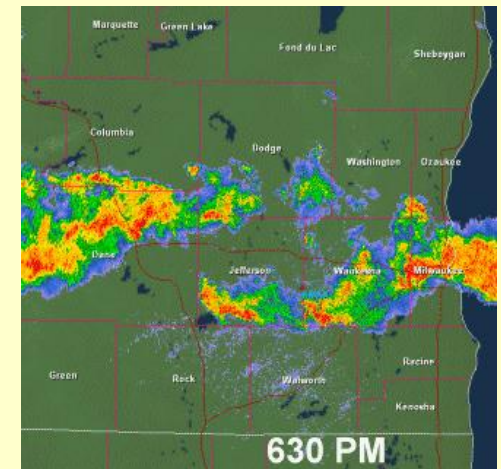 Marquette
Green Lake
Fond du Lac
Sheboygan
Columbia
Dodge
Washington
Ozaukee
Dane
Jefferson
Waukesha
Milwaukee
Green
Rock
Walworth
Racine
Kenosha
630 PM